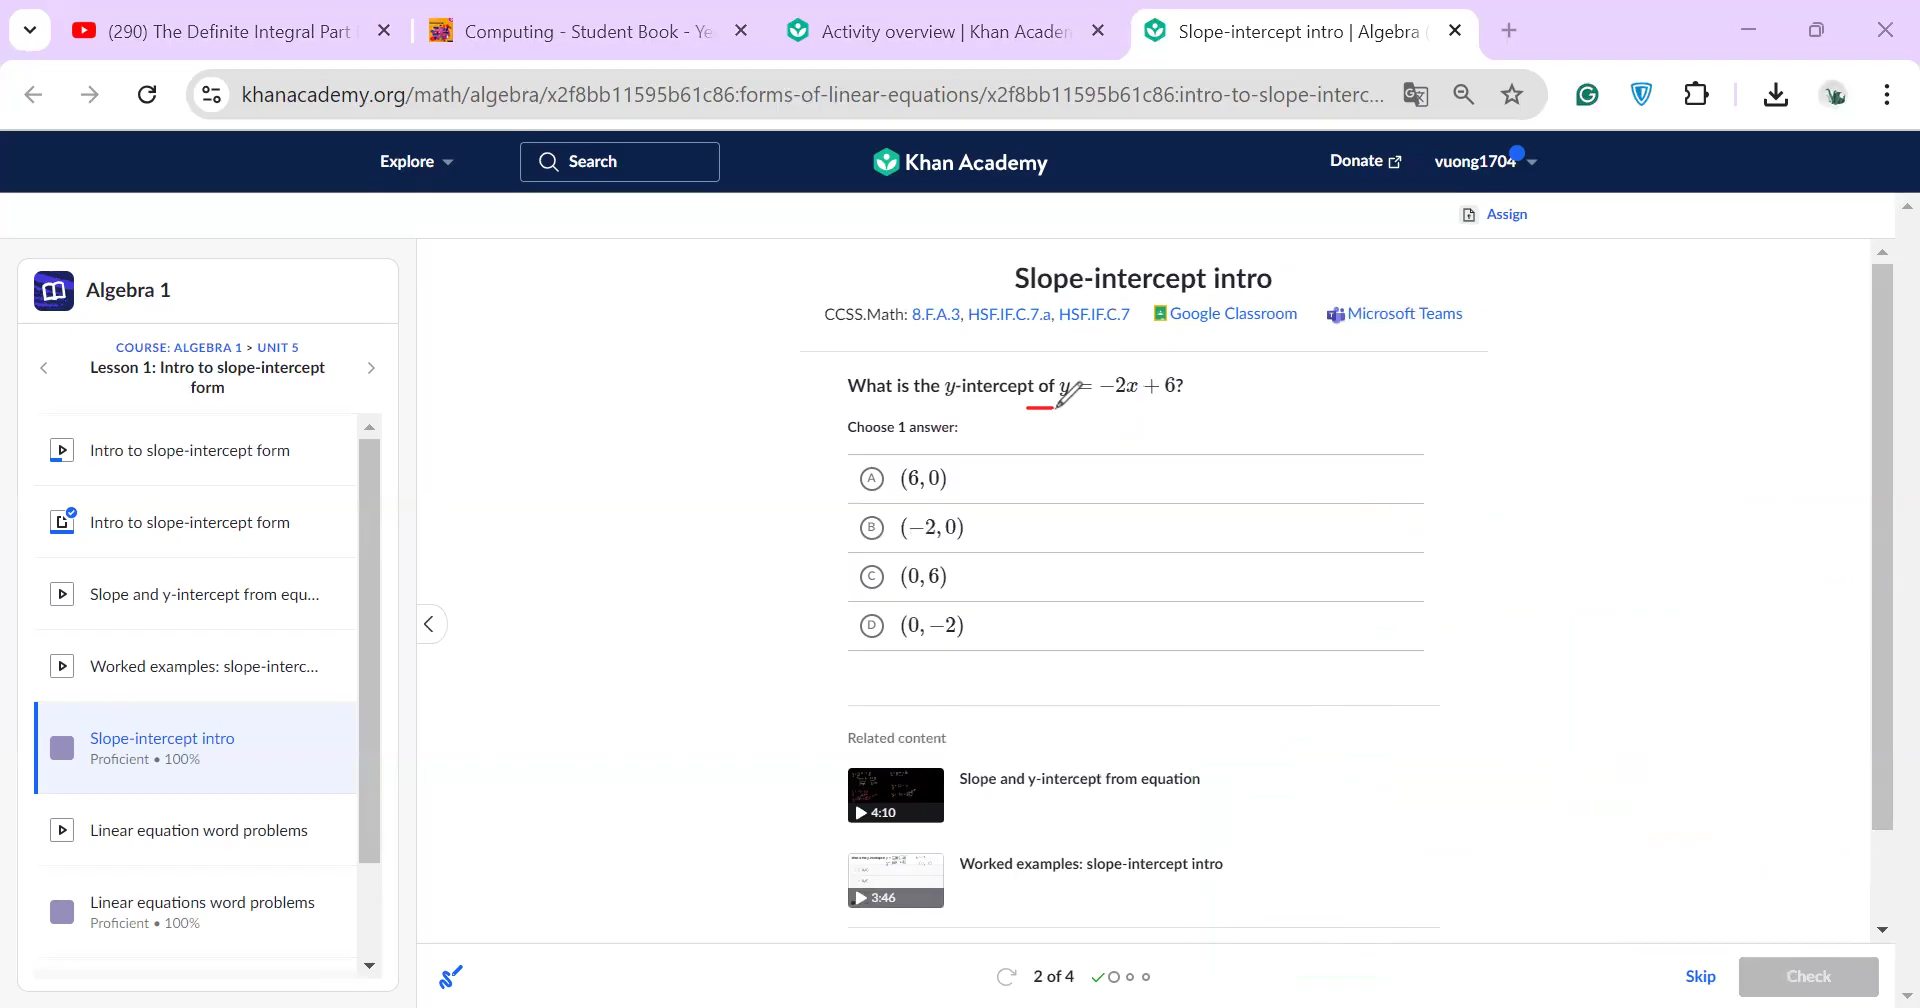 (290) The Definite Integral Part
Computing - Student Book - Ye
Activity overview | Khan Academ
Slope-intercept intro | Algebra (
khanacademy.org/math/algebra/x2f8bb11595b61c86:forms-of-linear-equations/x2f8bb11595b61c86:intro-to-slope-interc...
Explore
Search
Khan Academy
Donate
vuong1704
Assign
Algebra 1
COURSE: ALGEBRA 1 > UNIT 5
Lesson 1: Intro to slope-intercept
form
Intro to slope-intercept form
Intro to slope-intercept form
Slope and y-intercept from equ...
Worked examples: slope-interc...
Slope-intercept intro
Proficient • 100%
Linear equation word problems
Linear equations word problems
Proficient • 100%
Slope-intercept intro
CCSS.Math: 8.F.A.3, HSF.IF.C.7.a, HSF.IF.C.7 Google Classroom Microsoft Teams
What is the y-intercept of y = −2x + 6?
Choose 1 answer:
A (6, 0)
B (−2, 0)
C (0, 6)
D (0, −2)
Related content
Slope and y-intercept from equation
4:10
Worked examples: slope-intercept intro
3:46
2 of 4
Skip
Check